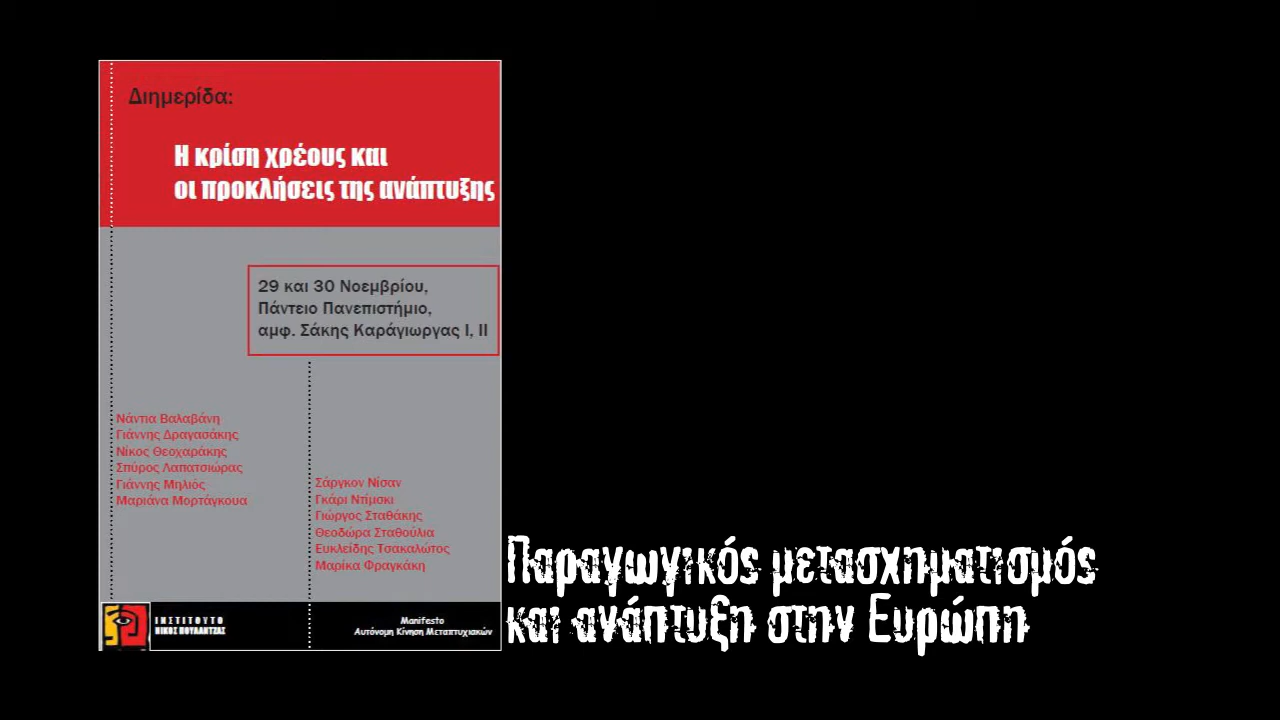 Διημερίδα:
Η κρίση χρέους και
οι προκλήσεις της ανάπτυξης
29 και 30 Νοεμβρίου,
Πάντειο Πανεπιστήμιο,
αμφ. Σάκης Καράγιωργας Ι, ΙΙ
Νάντια Βαλαβάνη
Γιάννης Δραγασάκης
Νίκος Θεοχαράκης
Σπύρος Λαπατσιώρας
Γιάννης Μηλιός
Μαριάνα Μορτάγκουα
Σάργκον Νίσαν
Γκάρι Ντίμσκι
Γιώργος Σταθάκης
Θεοδώρα Σταθούλια
Ευκλείδης Τσακαλώτος
Μαρίκα Φραγκάκη
ΙΝΣΤΙΤΟΥΤΟ
ΝΙΚΟΣ ΠΟΥΛΑΝΤΖΑΣ
Manifesto
Αυτόνομη Κίνηση Μεταπτυχιακών
Παραγωγικός μετασχηματισμός
και ανάπτυξη στην Ευρώπη